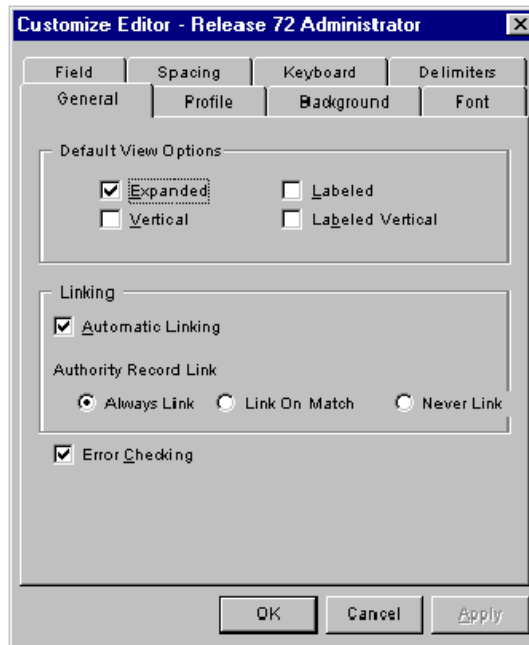 Customize Editor - Release 72 Administrator
Field Spacing Keyboard Delimiters
General Profile Background Font
Default View Options
Expanded Labeled
Vertical Labeled Vertical
Linking
Automatic Linking
Authority Record Link
Always Link Link On Match Never Link
Error Checking
OK Cancel Apply